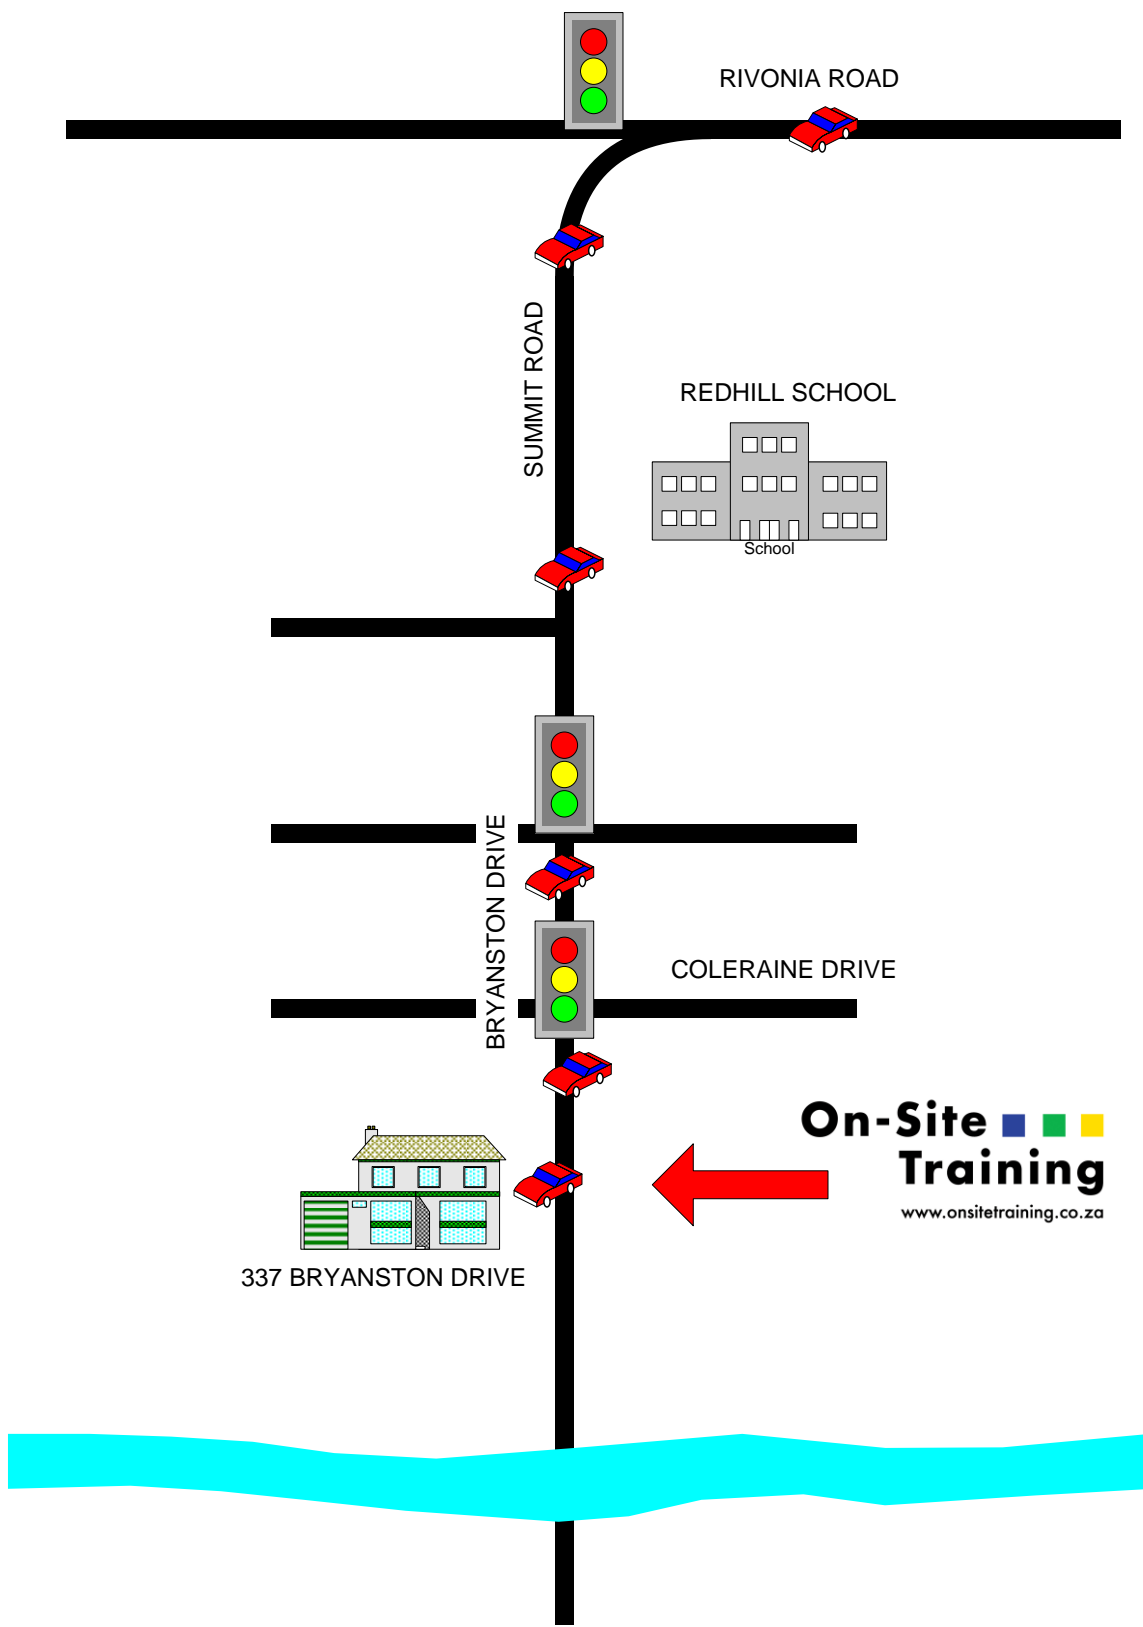 RIVONIA ROAD
SUMMIT ROAD
REDHILL SCHOOL
School
BRYANSTON DRIVE
COLERAINE DRIVE
On-Site
Training
www.onsitetraining.co.za
337 BRYANSTON DRIVE